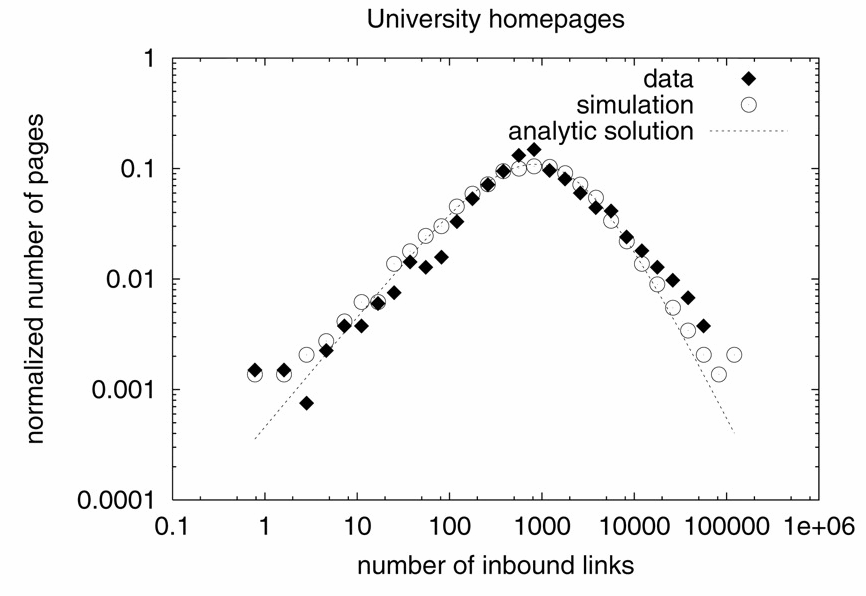 University homepages
data
simulation
analytic solution
normalized number of pages
1
0.1
0.01
0.001
0.0001
0.1 1 10 100 1000 10000 100000 1e+06
number of inbound links